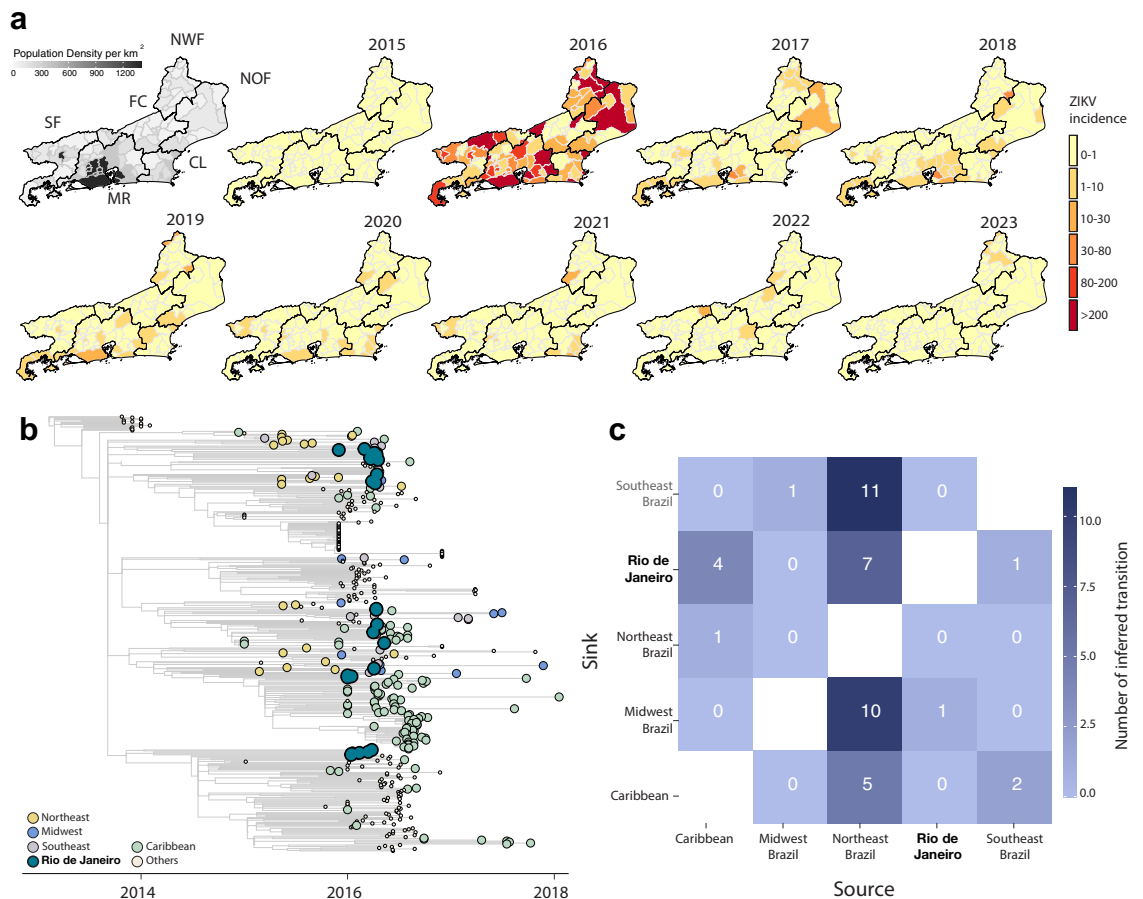 a
NWF
2015
2016
2017
2018
Population Density per km 2
0 300 600 900 1200
NOF
FC
SF
CL
MR
ZIKV
incidence
0-1
1-10
10-30
30-80
80-200
>200
2019
2020
2021
2022
2023
b
Northeast
Midwest
Southeast
Caribbean
Rio de Janeiro
Others
2014
2016
2018
c
Southeast
Brazil
0 1 11 0
Rio de
Janeiro
4 0 7 1
Northeast
Brazil
1 0 0 0
Midwest
Brazil
0 10 1 0
Caribbean
0 5 0 2
Caribbean
Midwest
Brazil
Northeast
Brazil
Rio de
Janeiro
Southeast
Brazil
Source
Sink
10.0
7.5
5.0
2.5
0.0
Number of inferred transition